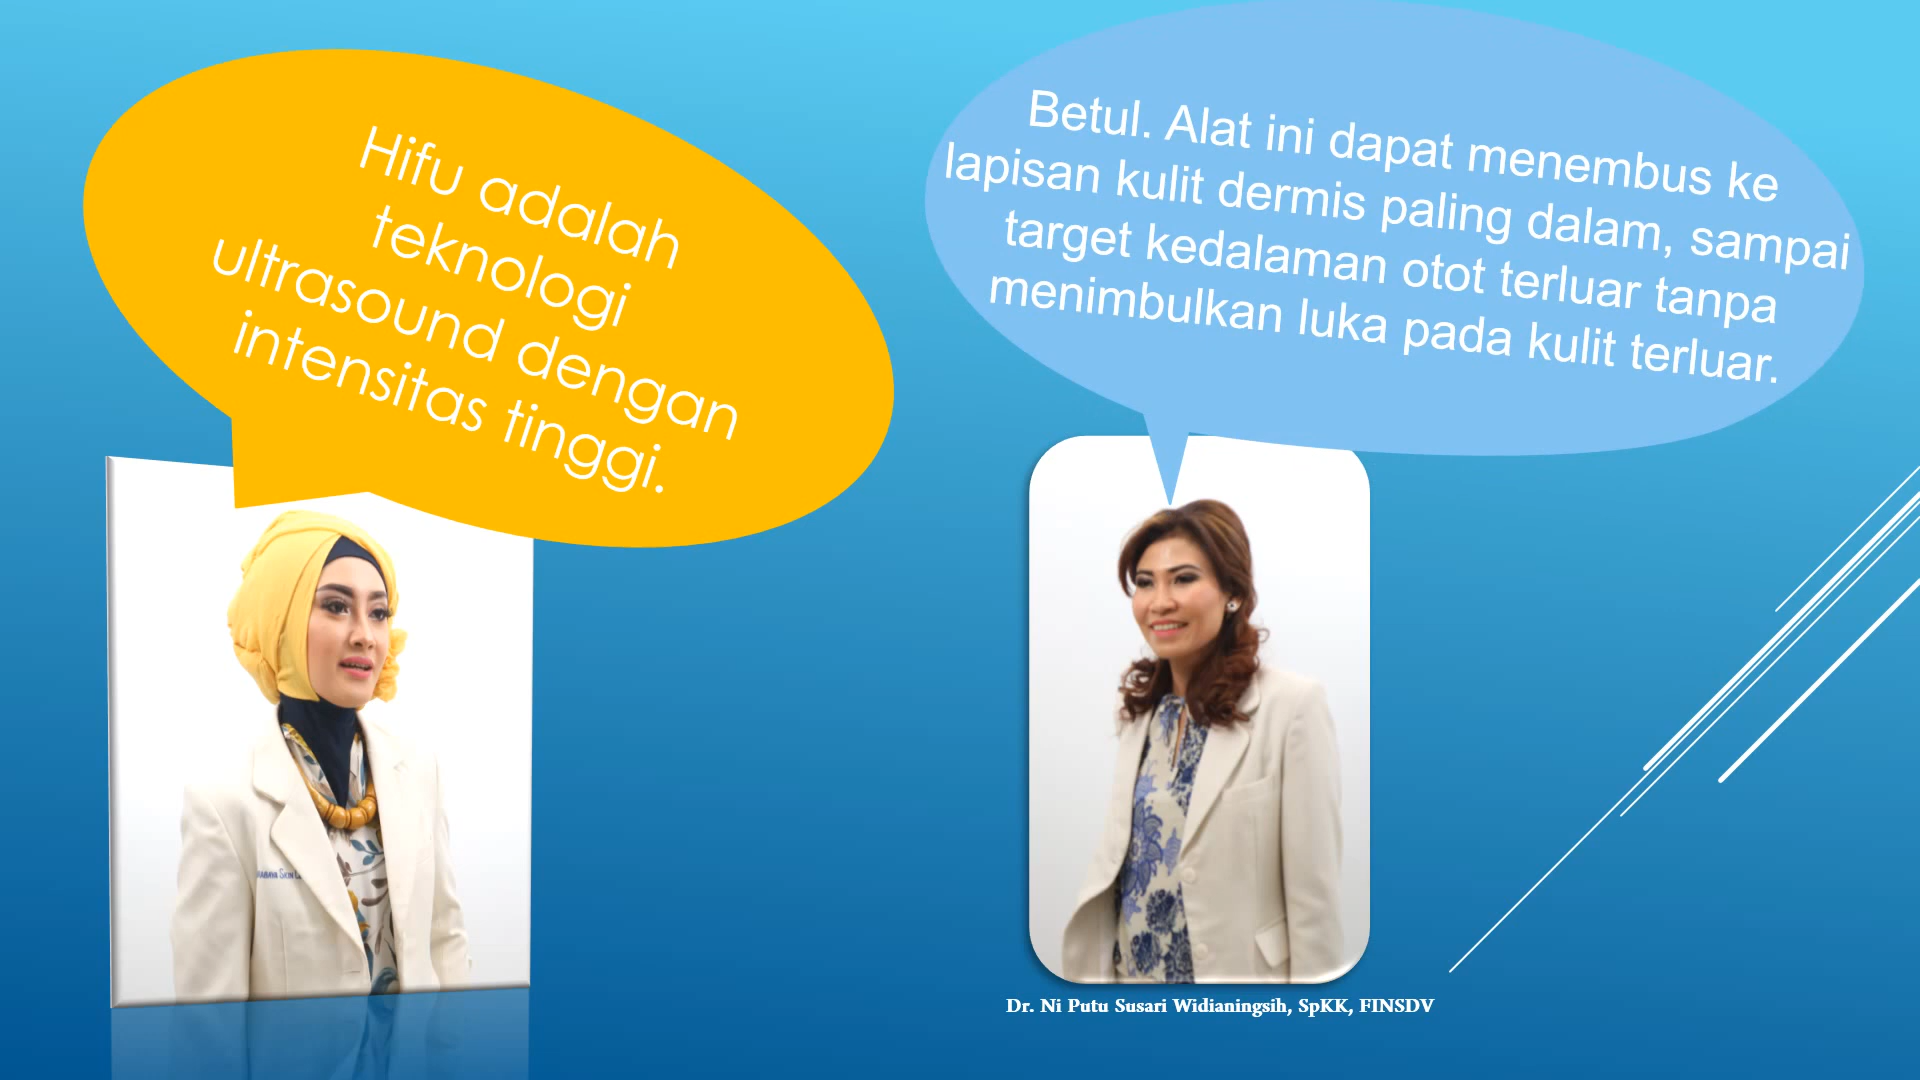 Hifu adalah
teknologi
ultrasound dengan
intensitas tinggi.
Betul. Alat ini dapat menembus ke
lapisan kulit dermis paling dalam, sampai
target kedalaman otot terluar tanpa
menimbulkan luka pada kulit terluar.
Dr. Ni Putu Susari Widianingsih, SpKK, FINSDV